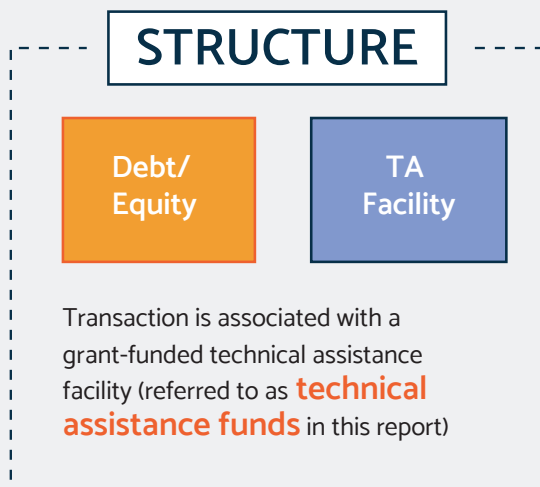 STRUCTURE
Debt/
Equity
TA
Facility
Transaction is associated with a
grant-funded technical assistance
facility (referred to as technical
assistance funds in this report)